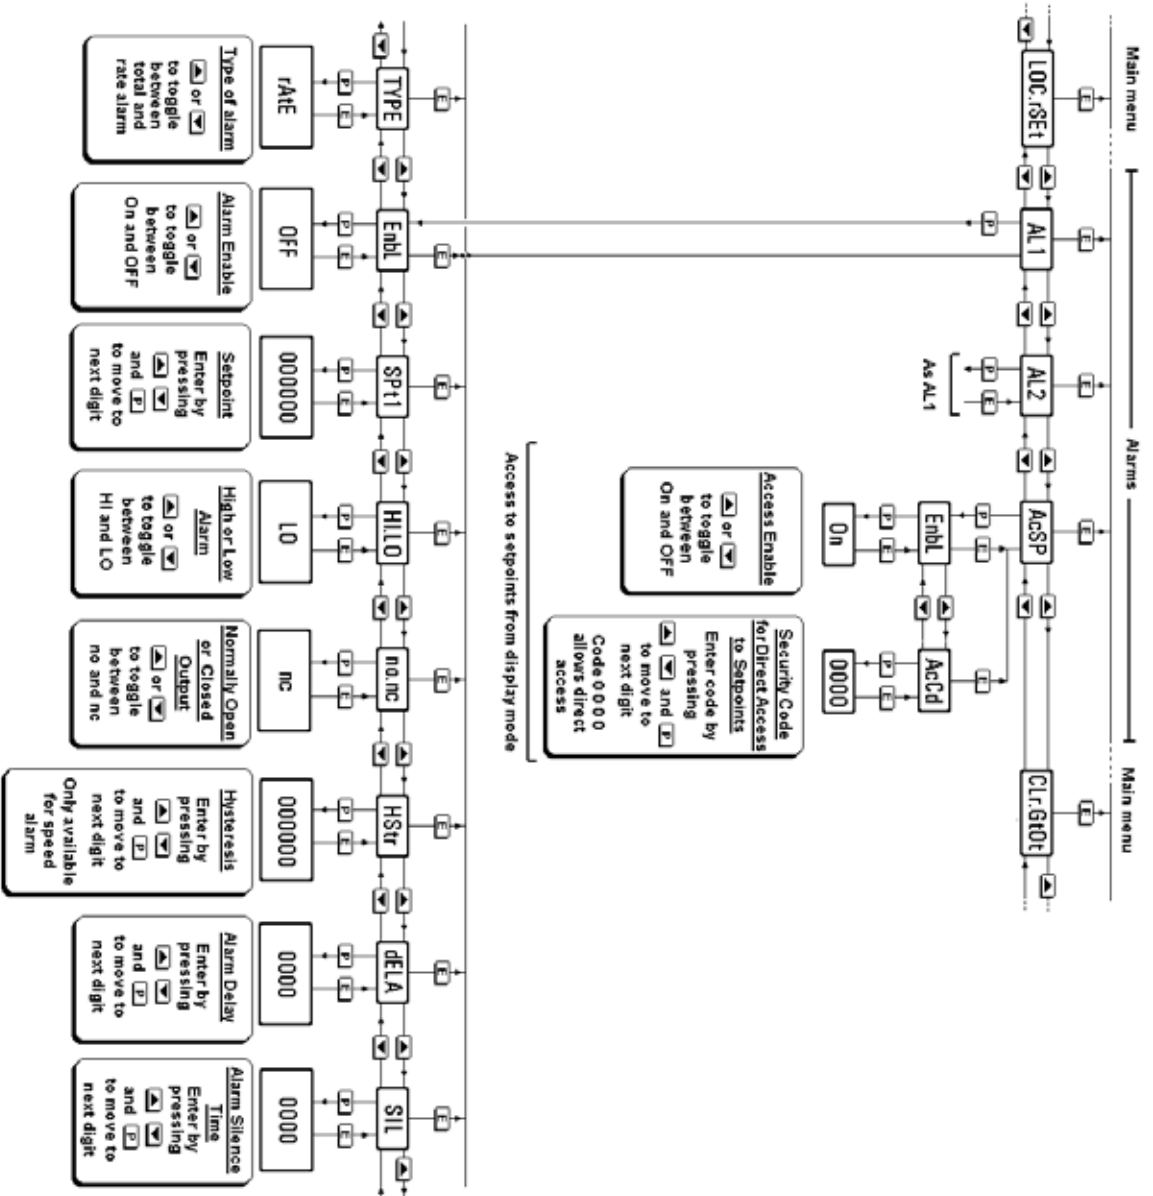 Main menu
Alarms
Main menu
E
E
E
E
E
LOC.rSEt
AL1
AL2
AcSP
CLr.GtOt
P
P
E
P
E
As AL1
EnbL
AcCd
E
P
E
P
E
On
0000
Access Enable
▲ or ▼
to toggle
between
On and OFF
Security Code
for Direct Access
to Setpoints
Enter code by
pressing
▲ ▼ and P
to move to
next digit
Code 0 0 0 0
allows direct
access
Access to setpoints from display mode
E
E
E
E
E
E
E
E
TYPE
EnbL
SPt1
HI.LO
no.nc
HStr
dELA
SIL
P
E
P
E
P
E
P
E
P
E
P
E
P
E
P
E
rAtE
OFF
000000
LO
nc
000000
0000
0000
Type of alarm
▲ or ▼
to toggle
between
total and
rate alarm
Alarm Enable
▲ or ▼
to toggle
between
On and OFF
Setpoint
Enter by
pressing
▲ ▼
and P
to move to
next digit
High or Low
Alarm
▲ or ▼
to toggle
between
HI and LO
Normally Open
or Closed
Output
▲ or ▼
to toggle
between
no and nc
Hysteresis
Enter by
pressing
▲ ▼
and P
to move to
next digit
Only available
for speed
alarm
Alarm Delay
Enter by
pressing
▲ ▼
and P
to move to
next digit
Alarm Silence
Time
Enter by
pressing
▲ ▼
and P
to move to
next digit